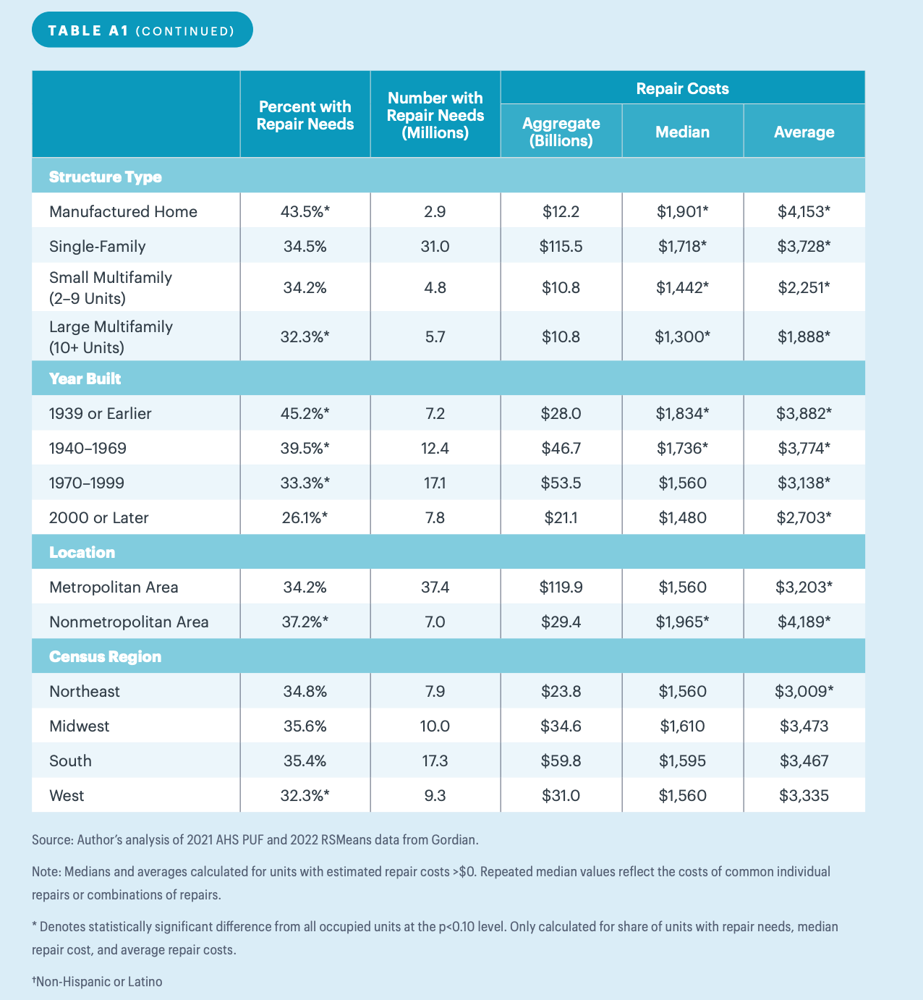 TABLE A1 (CONTINUED)
Percent with
Repair Needs
Number with
Repair Needs
(Millions)
Repair Costs
Aggregate
(Billions)
Median
Average
Structure Type
Manufactured Home 43.5%* 2.9 $12.2 $1,901* $4,153*
Single-Family 34.5% 31.0 $115.5 $1,718* $3,728*
Small Multifamily
(2–9 Units) 34.2% 4.8 $10.8 $1,442* $2,251*
Large Multifamily
(10+ Units) 32.3%* 5.7 $10.8 $1,300* $1,888*
Year Built
1939 or Earlier 45.2%* 7.2 $28.0 $1,834* $3,882*
1940–1969 39.5%* 12.4 $46.7 $1,736* $3,774*
1970–1999 33.3%* 17.1 $53.5 $1,560 $3,138*
2000 or Later 26.1%* 7.8 $21.1 $1,480 $2,703*
Location
Metropolitan Area 34.2% 37.4 $119.9 $1,560 $3,203*
Nonmetropolitan Area 37.2%* 7.0 $29.4 $1,965* $4,189*
Census Region
Northeast 34.8% 7.9 $23.8 $1,560 $3,009*
Midwest 35.6% 10.0 $34.6 $1,610 $3,473
South 35.4% 17.3 $59.8 $1,595 $3,467
West 32.3%* 9.3 $31.0 $1,560 $3,335
Source: Author's analysis of 2021 AHS PUF and 2022 RSMeans data from Gordian.
Note: Medians and averages calculated for units with estimated repair costs >$0. Repeated median values reflect the costs of common individual
repairs or combinations of repairs.
* Denotes statistically significant difference from all occupied units at the p<0.10 level. Only calculated for share of units with repair needs, median
repair cost, and average repair costs.
†Non-Hispanic or Latino